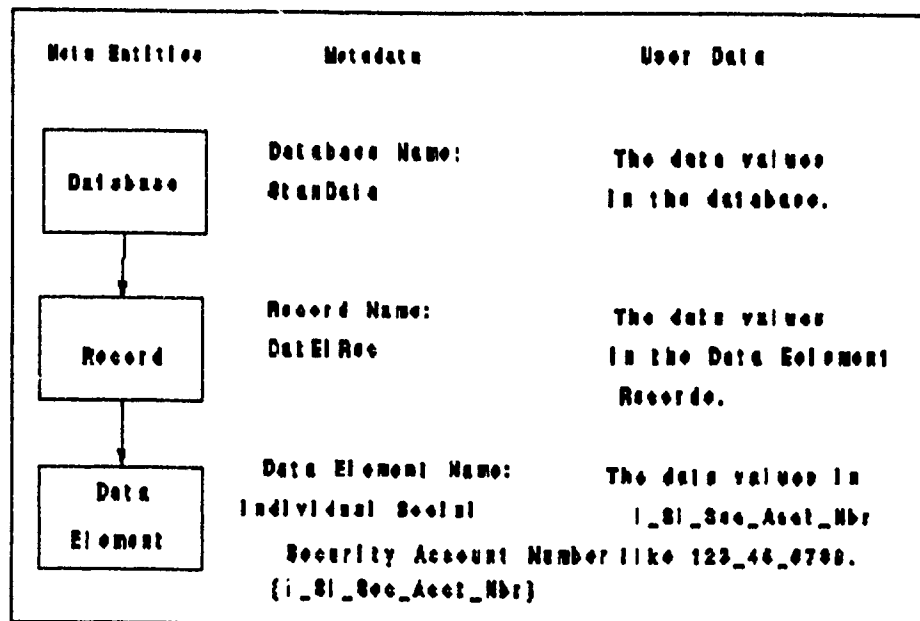 Meta Entities Metadata User Data
Database
Database Name:
StanData
The data values
in the database.
Record
Record Name:
DatElRec
The data values
in the Data Eelement
Records.
Data
Element
Data Element Name:
Individual Social
Security Account Number like 123_45_6789.
{i_Sl_Sec_Acct_Nbr}
The data values in
i_Sl_Sec_Acct_Nbr